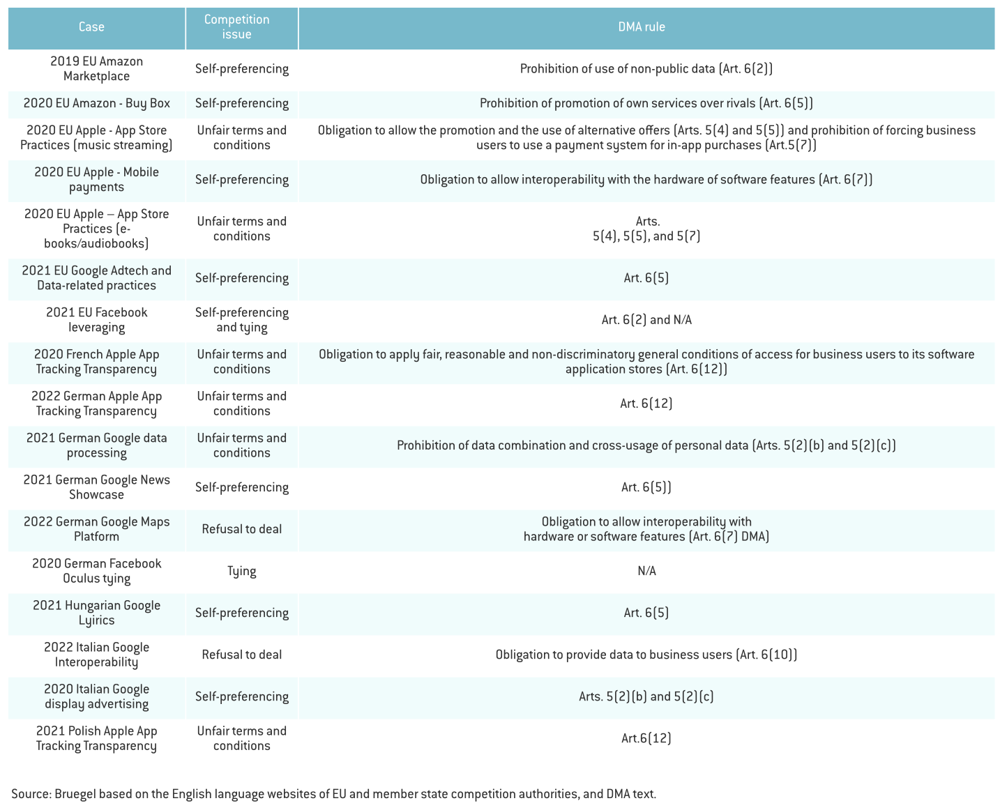 Case
Competition
issue
DMA rule
2019 EU Amazon
Marketplace
Self-preferencing
Prohibition of use of non-public data (Art. 6(2))
2020 EU Amazon - Buy Box
Self-preferencing
Prohibition of promotion of own services over rivals (Art. 6(5))
2020 EU Apple - App Store
Practices (music streaming)
Unfair terms and
conditions
Obligation to allow the promotion and the use of alternative offers (Arts. 5(4) and 5(5)) and prohibition of forcing business
users to use a payment system for in-app purchases (Art.5(7))
2020 EU Apple - Mobile
payments
Self-preferencing
Obligation to allow interoperability with the hardware of software features (Art. 6(7))
2020 EU Apple – App Store
Practices (e-
books/audiobooks)
Unfair terms and
conditions
Arts.
5(4), 5(5), and 5(7)
2021 EU Google Adtech and
Data-related practices
Self-preferencing
Art. 6(5)
2021 EU Facebook
leveraging
Self-preferencing
and tying
Art. 6(2) and N/A
2020 French Apple App
Tracking Transparency
Unfair terms and
conditions
Obligation to apply fair, reasonable and non-discriminatory general conditions of access for business users to its software
application stores (Art. 6(12))
2022 German Apple App
Tracking Transparency
Unfair terms and
conditions
Art. 6(12)
2021 German Google data
processing
Unfair terms and
conditions
Prohibition of data combination and cross-usage of personal data (Arts. 5(2)(b) and 5(2)(c))
2021 German Google News
Showcase
Self-preferencing
Art. 6(5))
2022 German Google Maps
Platform
Refusal to deal
Obligation to allow interoperability with
hardware or software features (Art. 6(7) DMA)
2020 German Facebook
Oculus tying
Tying
N/A
2021 Hungarian Google
Lyirics
Self-preferencing
Art. 6(5)
2022 Italian Google
Interoperability
Refusal to deal
Obligation to provide data to business users (Art. 6(10))
2020 Italian Google
display advertising
Self-preferencing
Arts. 5(2)(b) and 5(2)(c)
2021 Polish Apple App
Tracking Transparency
Unfair terms and
conditions
Art.6(12)
Source: Bruegel based on the English language websites of EU and member state competition authorities, and DMA text.